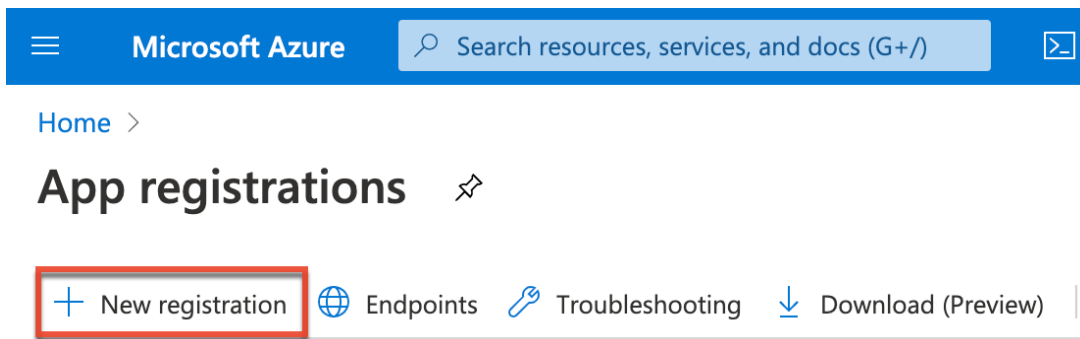 Microsoft Azure Search resources, services, and docs (G+/)
Home
App registrations
New registration Endpoints Troubleshooting Download (Preview)